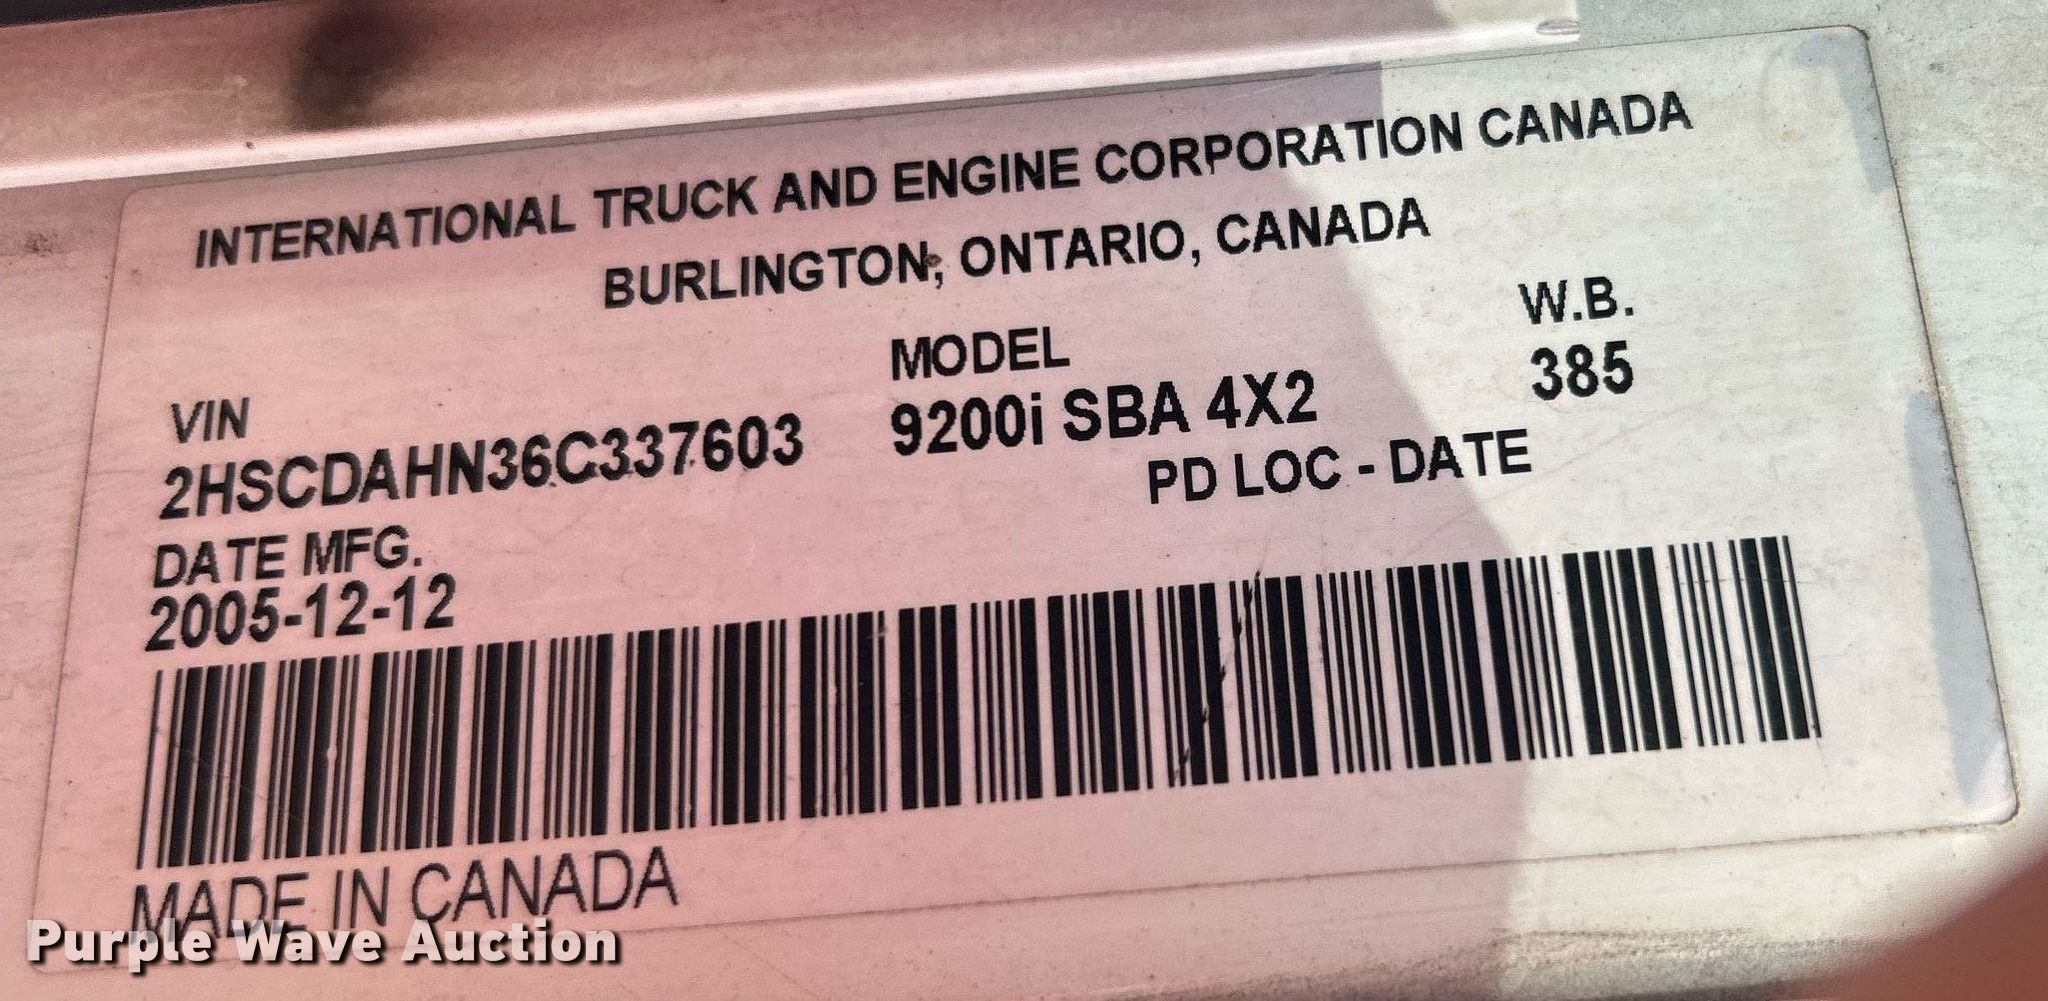 INTERNATIONAL TRUCK AND ENGINE CORPORATION CANADA
BURLINGTON, ONTARIO, CANADA
VIN MODEL W.B.
2HSCDAHN36C337603 9200i SBA 4X2 385
DATE MFG. PD LOC - DATE
2005-12-12
MADE IN CANADA
Purple Wave Auction